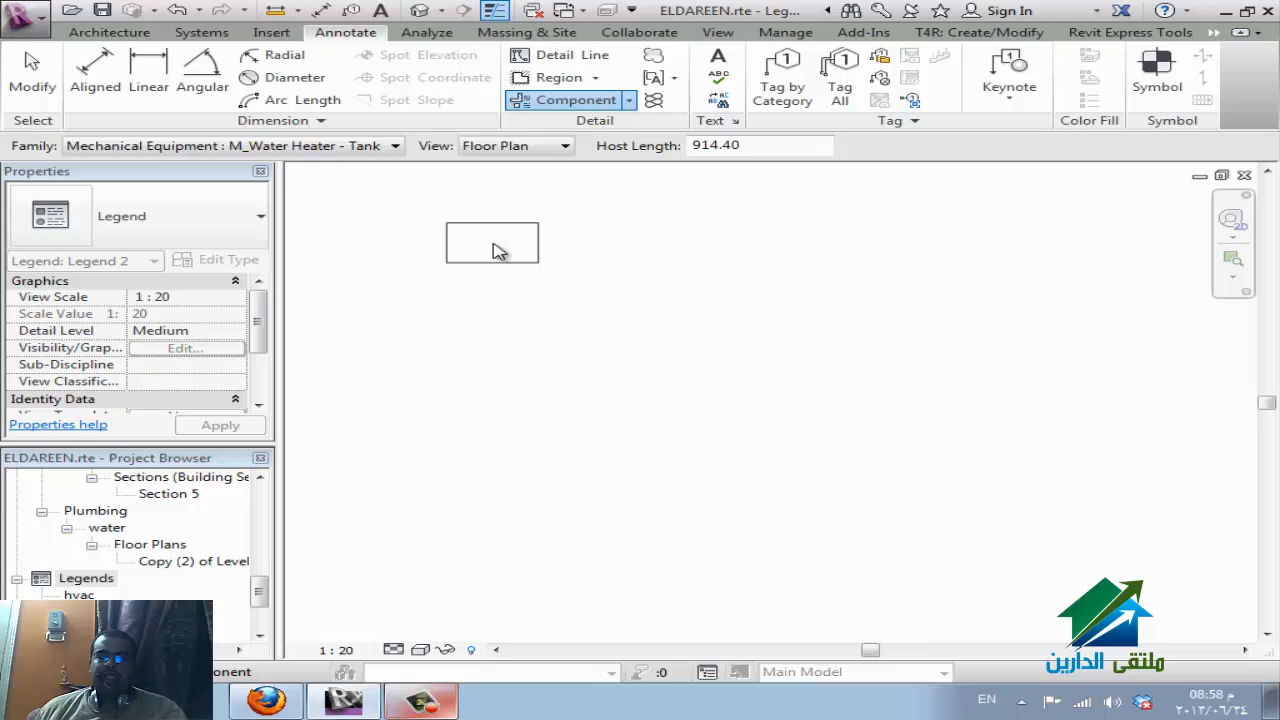 ELDAREEN.rte - Leg...
Sign In
Architecture
Systems
Insert
Annotate
Analyze
Massing & Site
Collaborate
View
Manage
Add-Ins
T4R: Create/Modify
Revit Express Tools
Modify
Aligned
Linear
Angular
Radial
Diameter
Arc Length
Spot Elevation
Spot Coordinate
Spot Slope
Detail Line
Region
Component
A
ABC
Tag by
Category
Tag
All
Keynote
Symbol
Select
Dimension
Detail
Text
Tag
Color Fill
Symbol
Family:
Mechanical Equipment : M_Water Heater - Tank
View:
Floor Plan
Host Length:
914.40
Properties
Legend
Legend: Legend 2
Edit Type
Graphics
View Scale
1 : 20
Scale Value 1:
20
Detail Level
Medium
Visibility/Grap...
Edit...
Sub-Discipline
View Classific...
Identity Data
Properties help
Apply
2D
ELDAREEN.rte - Project Browser
Sections (Building Se
Section 5
Plumbing
water
Floor Plans
Copy (2) of Level
Legends
hvac
1 : 20
ponent
:0
Main Model
ملتقى الدارين
EN
08:58 م
٢٠١٣/٠٦/٢٤